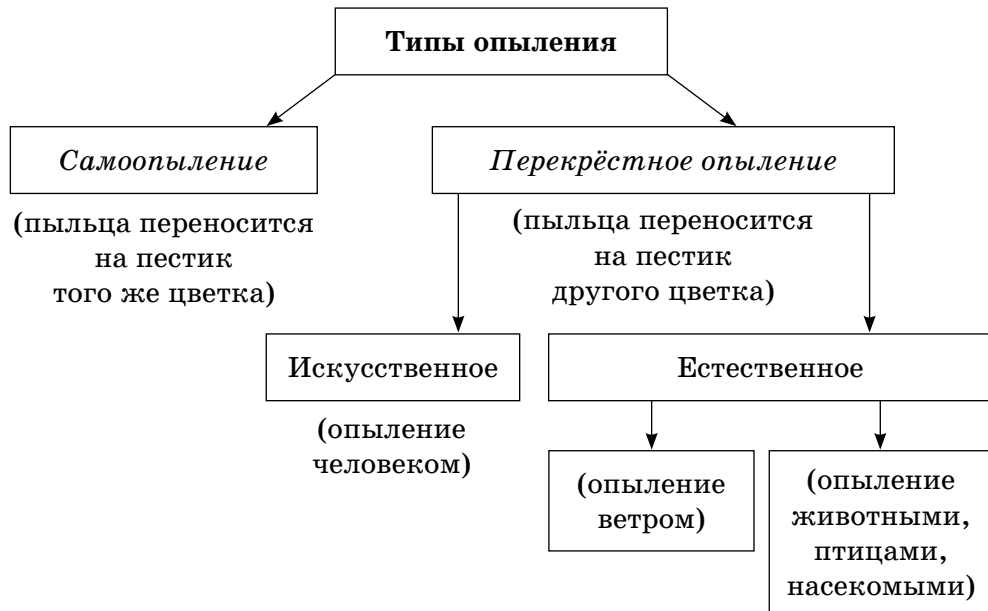 Типы опыления
Самоопыление
(пыльца переносится
на пестик
того же цветка)
Перекрёстное опыление
(пыльца переносится
на пестик
другого цветка)
Искусственное
(опыление
человеком)
Естественное
(опыление
ветром)
(опыление
животными,
птицами,
насекомыми)